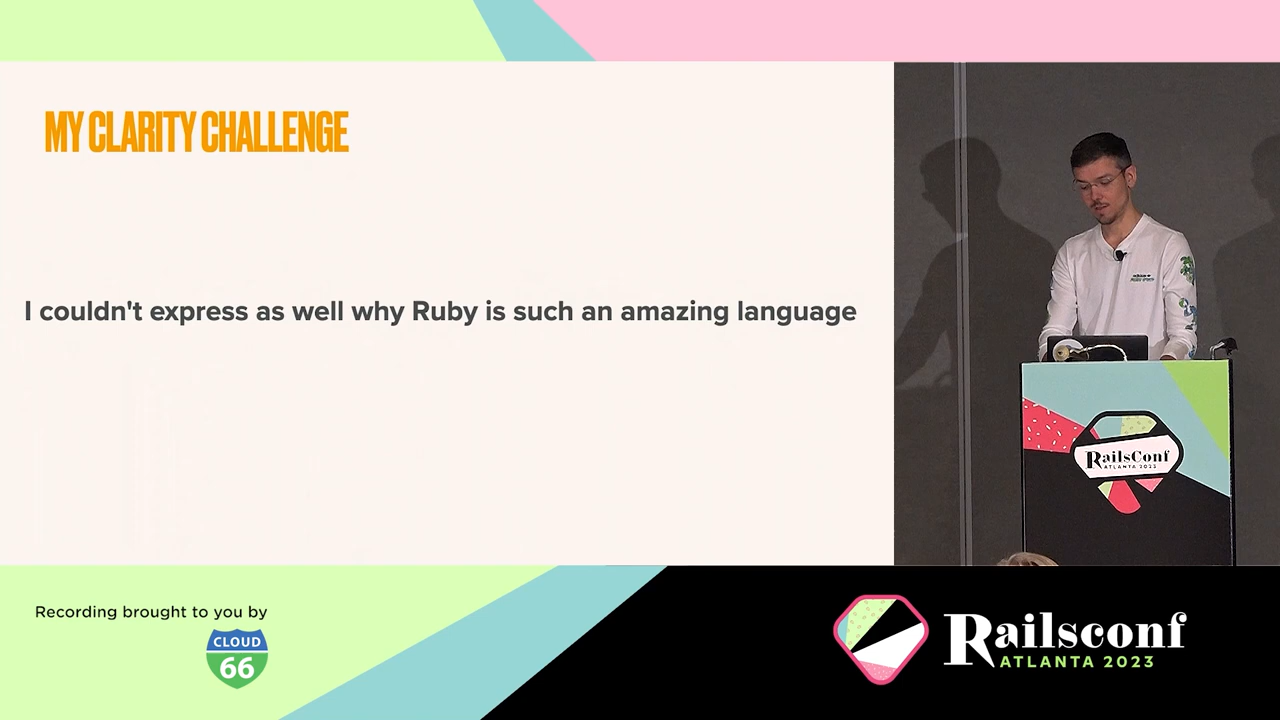 MY CLARITY CHALLENGE
I couldn't express as well why Ruby is such an amazing language
RailsConf
ATLANTA 2023
Recording brought to you by
CLOUD
66
Railsconf
ATLANTA 2023